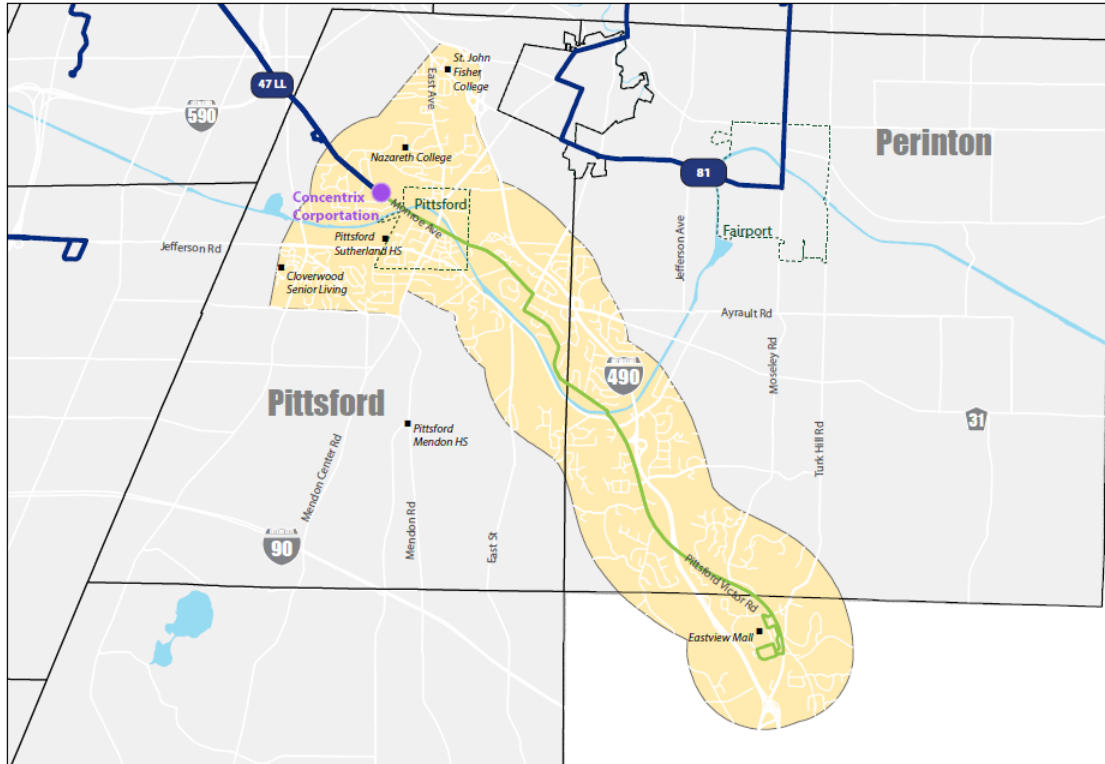 St. John
Fisher
College
East Ave
47 LL
590
Nazareth College
Perinton
81
Concentrix
Corportation
Pittsford
Monroe Ave
Fairport
Jefferson Rd
Pittsford
Sutherland HS
Jefferson Ave
Cloverwood
Senior Living
Ayrault Rd
Moseley Rd
490
Pittsford
31
Pittsford
Mendon HS
Turk Hill Rd
Mendon Center Rd
Mendon Rd
East St
90
Pittsford Victor Rd
Eastview Mall